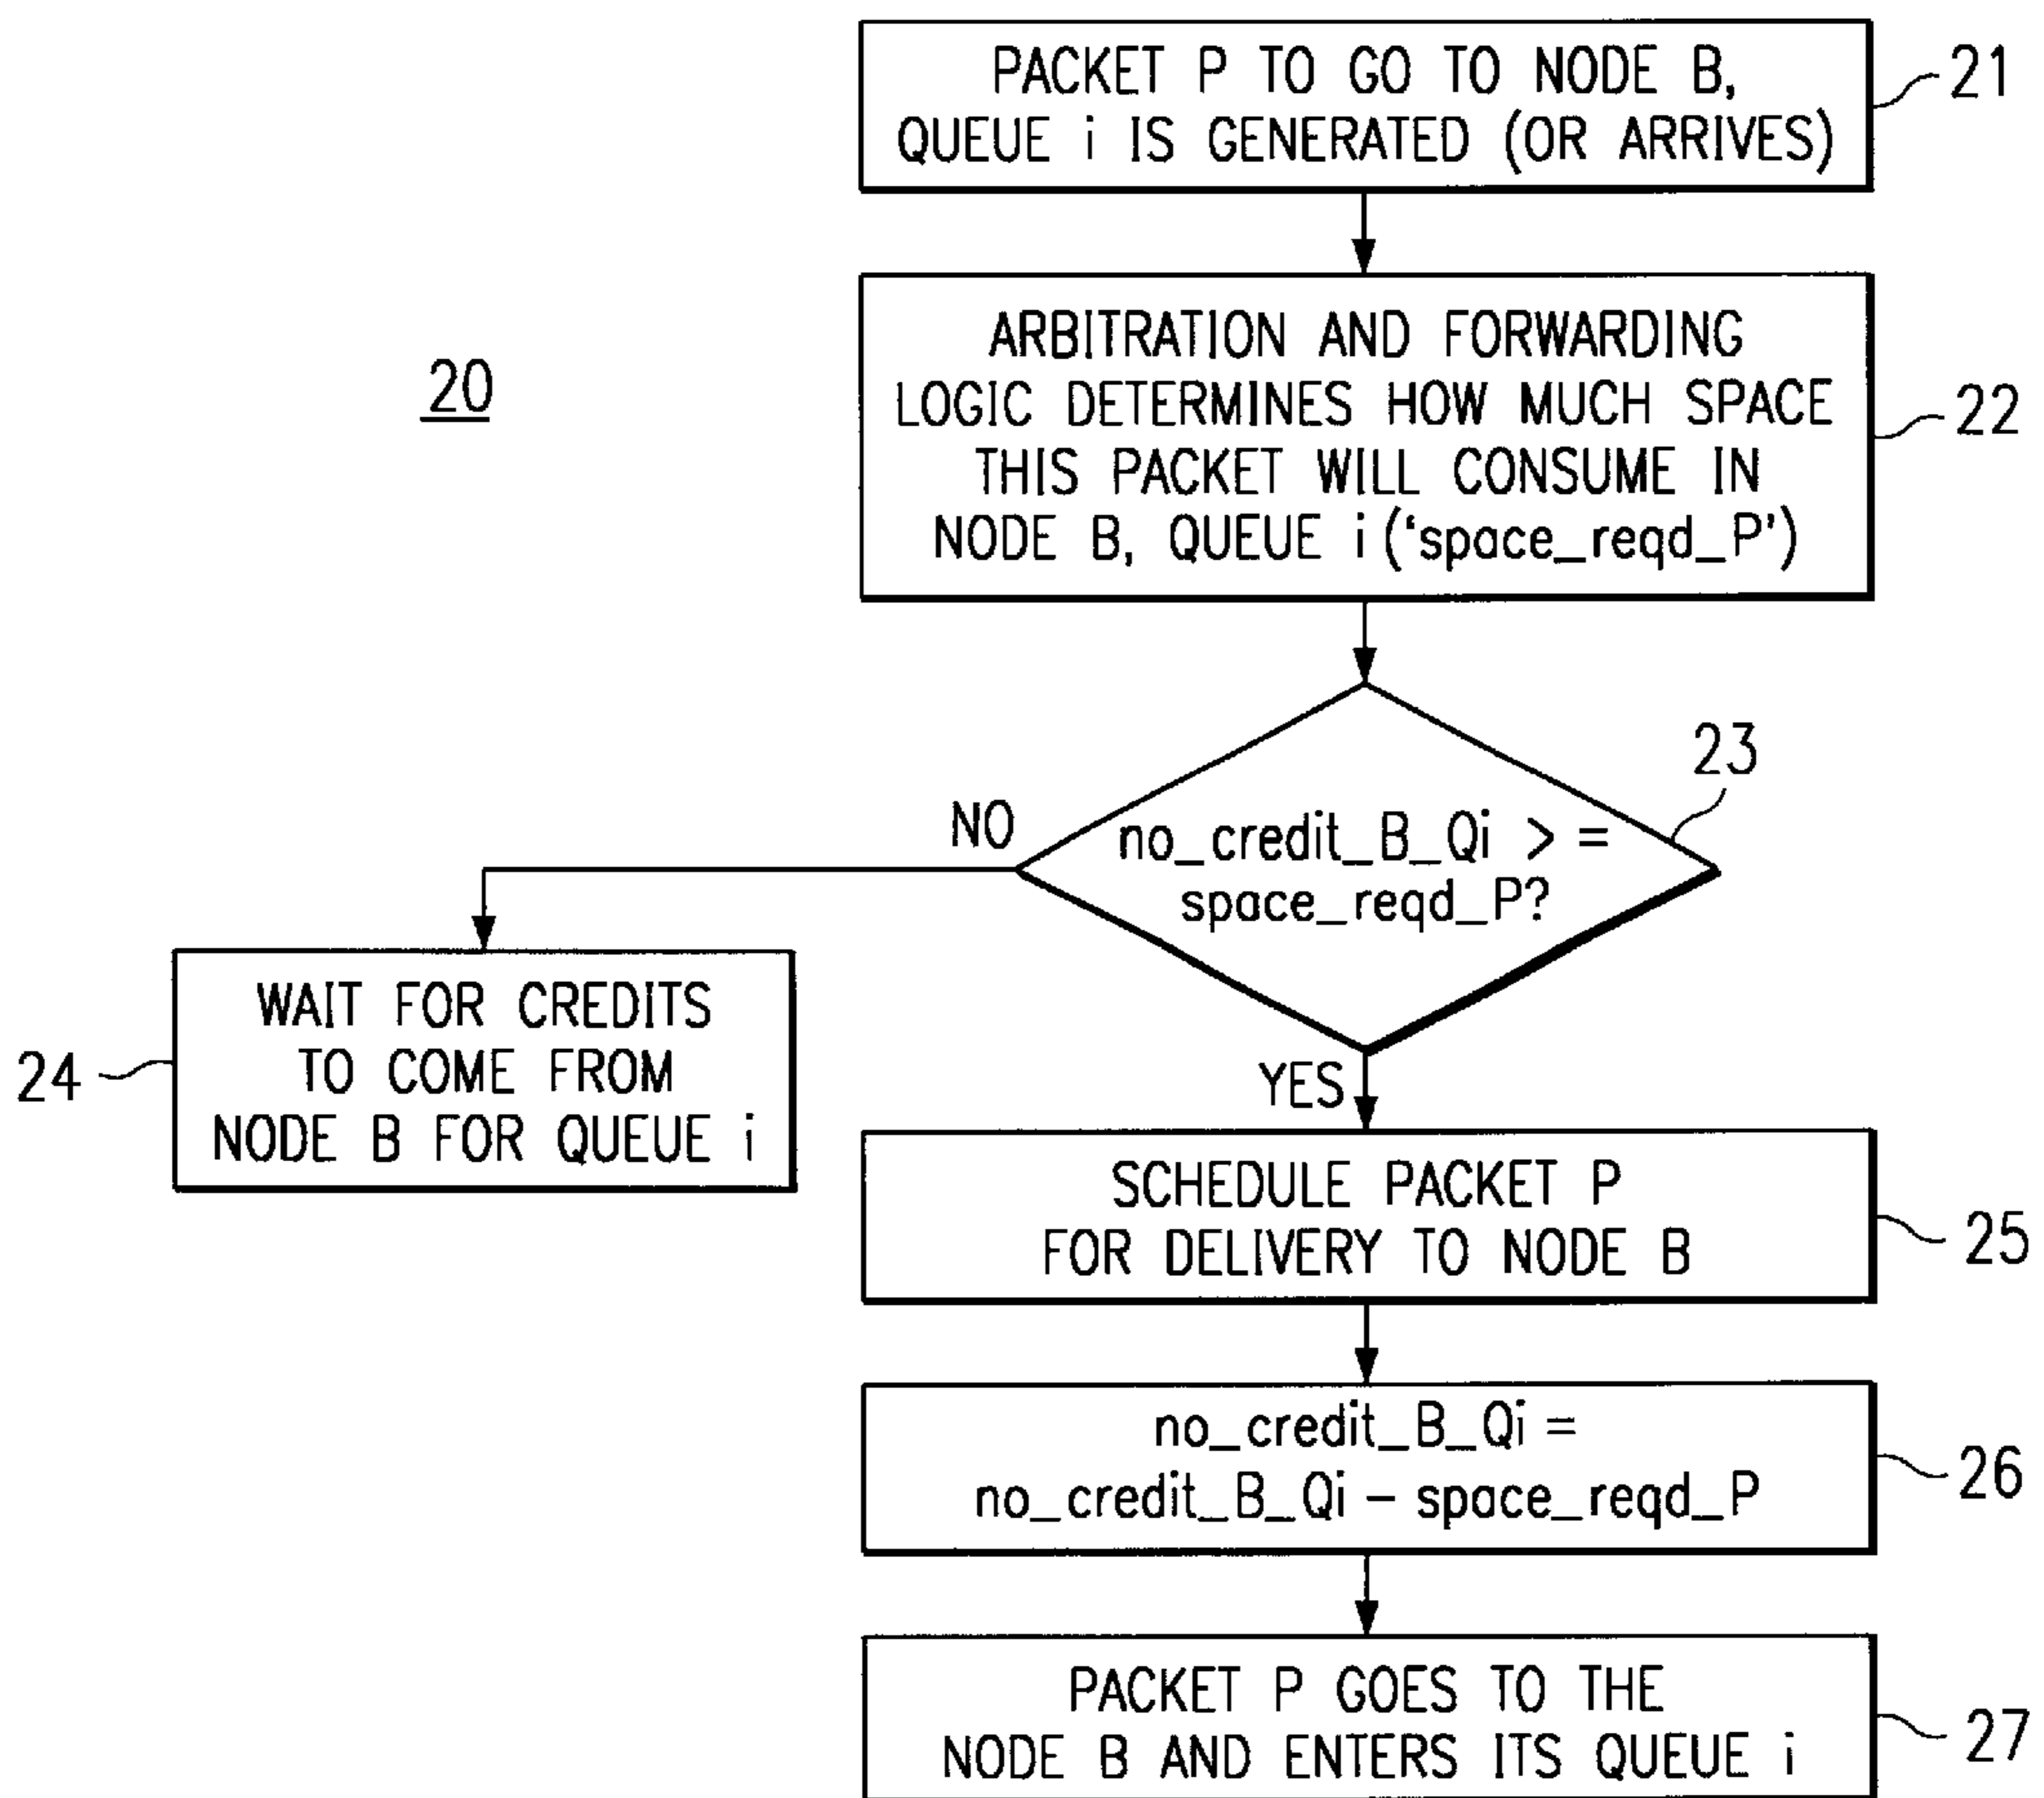 PACKET P TO GO TO NODE B,
QUEUE i IS GENERATED (OR ARRIVES)
21
ARBITRATION AND FORWARDING
LOGIC DETERMINES HOW MUCH SPACE
THIS PACKET WILL CONSUME IN
NODE B, QUEUE i ('space_reqd_P')
22
20
23
NO
no_credit_B_Qi > =
space_reqd_P?
WAIT FOR CREDITS
TO COME FROM
NODE B FOR QUEUE i
24
YES
SCHEDULE PACKET P
FOR DELIVERY TO NODE B
25
no_credit_B_Qi =
no_credit_B_Qi – space_reqd_P
26
PACKET P GOES TO THE
NODE B AND ENTERS ITS QUEUE i
27